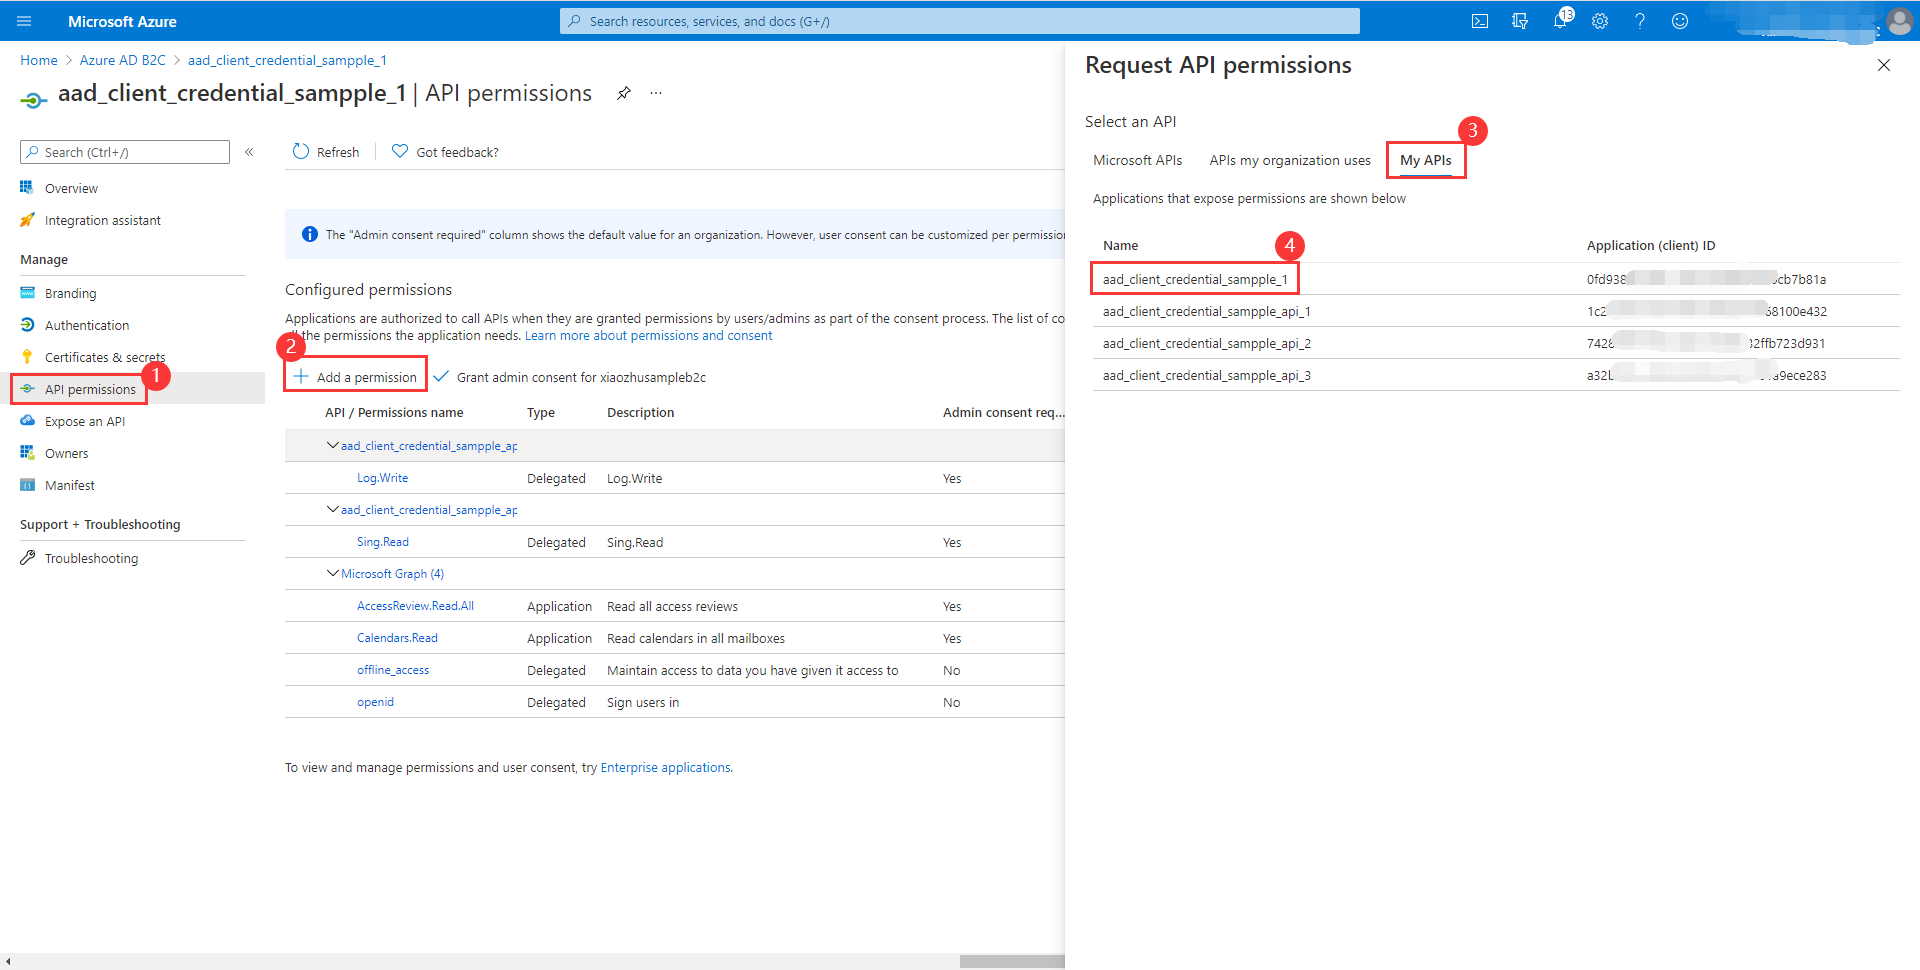 Microsoft Azure
Search resources, services, and docs (G+/)
13
Home > Azure AD B2C > aad_client_credential_sampple_1
aad_client_credential_sampple_1 | API permissions
Search (Ctrl+/)
Overview
Integration assistant
Manage
Branding
Authentication
Certificates & secrets
API permissions
1
Expose an API
Owners
Manifest
Support + Troubleshooting
Troubleshooting
Refresh
Got feedback?
The "Admin consent required" column shows the default value for an organization. However, user consent can be customized per permission
Configured permissions
Applications are authorized to call APIs when they are granted permissions by users/admins as part of the consent process. The list of co
the permissions the application needs. Learn more about permissions and consent
2
Add a permission
Grant admin consent for xiaozhusampleb2c
API / Permissions name Type Description Admin consent req...
aad_client_credential_sampple_ap
Log.Write Delegated Log.Write Yes
aad_client_credential_sampple_ap
Sing.Read Delegated Sing.Read Yes
Microsoft Graph (4)
AccessReview.Read.All Application Read all access reviews Yes
Calendars.Read Application Read calendars in all mailboxes Yes
offline_access Delegated Maintain access to data you have given it access to No
openid Delegated Sign users in No
To view and manage permissions and user consent, try Enterprise applications.
Request API permissions
Select an API
3
Microsoft APIs APIs my organization uses My APIs
Applications that expose permissions are shown below
Name Application (client) ID
4
aad_client_credential_sampple_1 0fd938 cb7b81a
aad_client_credential_sampple_api_1 1c2 68100e432
aad_client_credential_sampple_api_2 7428 2ffb723d931
aad_client_credential_sampple_api_3 a32 a9ece283